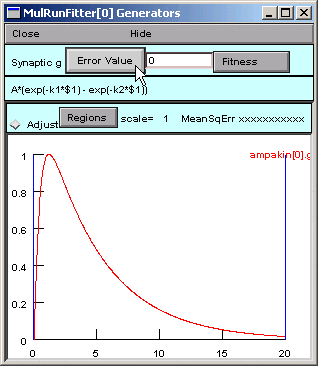 MulRunFitter[0] Generators
Close Hide
Synaptic g Error Value 0 Fitness
A*(exp(-k1*$1) - exp(-k2*$1))
Adjust Regions scale= 1 MeanSqErr xxxxxxxxxxx
1 ampakin[0].g
0.8
0.6
0.4
0.2
0
0 5 10 15 20